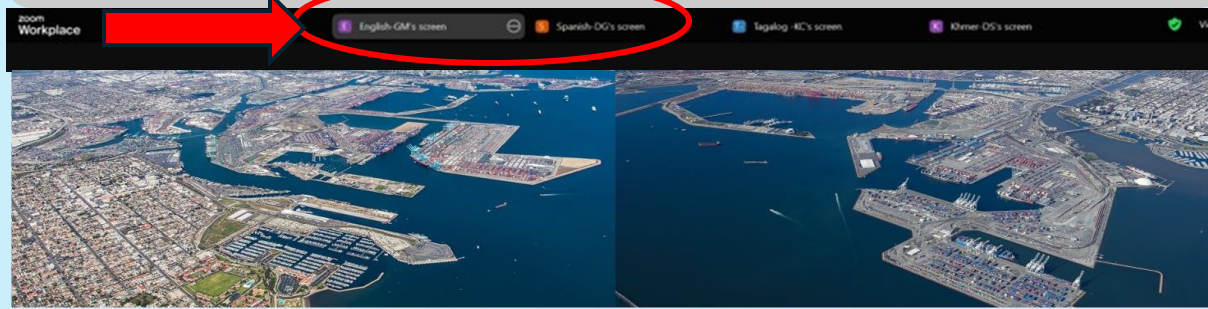 zoom
Workplace
E English-GM's screen
S Spanish-DG's screen
Tagalog -KC's screen
K Khmer-DS's screen